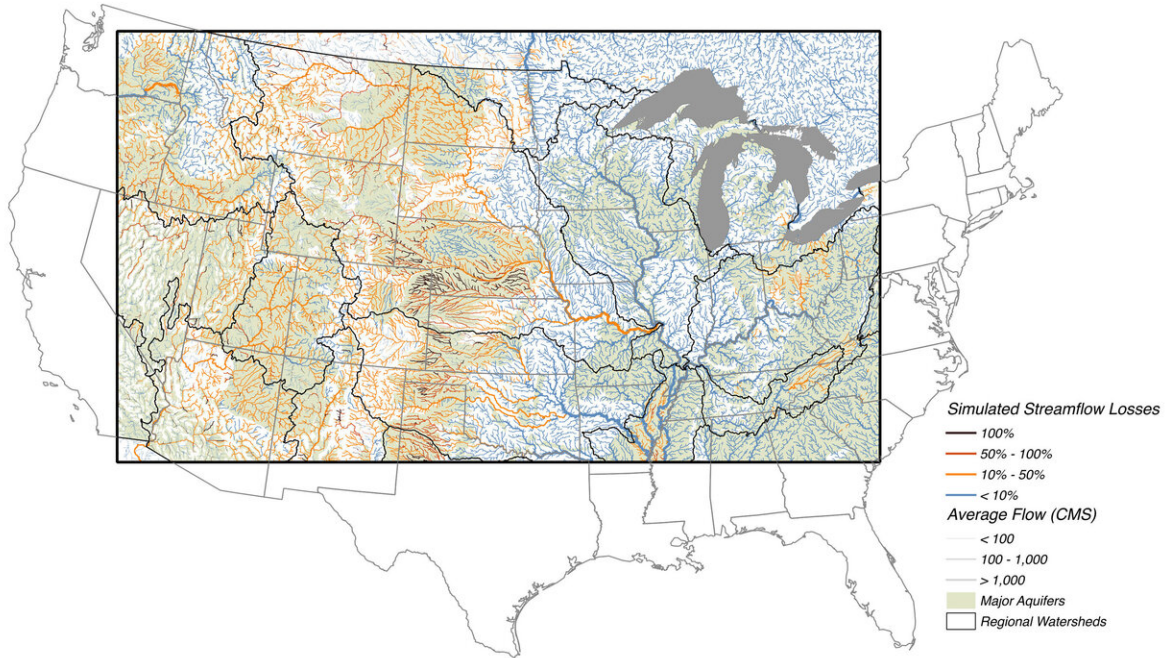 Simulated Streamflow Losses
100%
50% - 100%
10% - 50%
< 10%
Average Flow (CMS)
< 100
100 - 1,000
> 1,000
Major Aquifers
Regional Watersheds